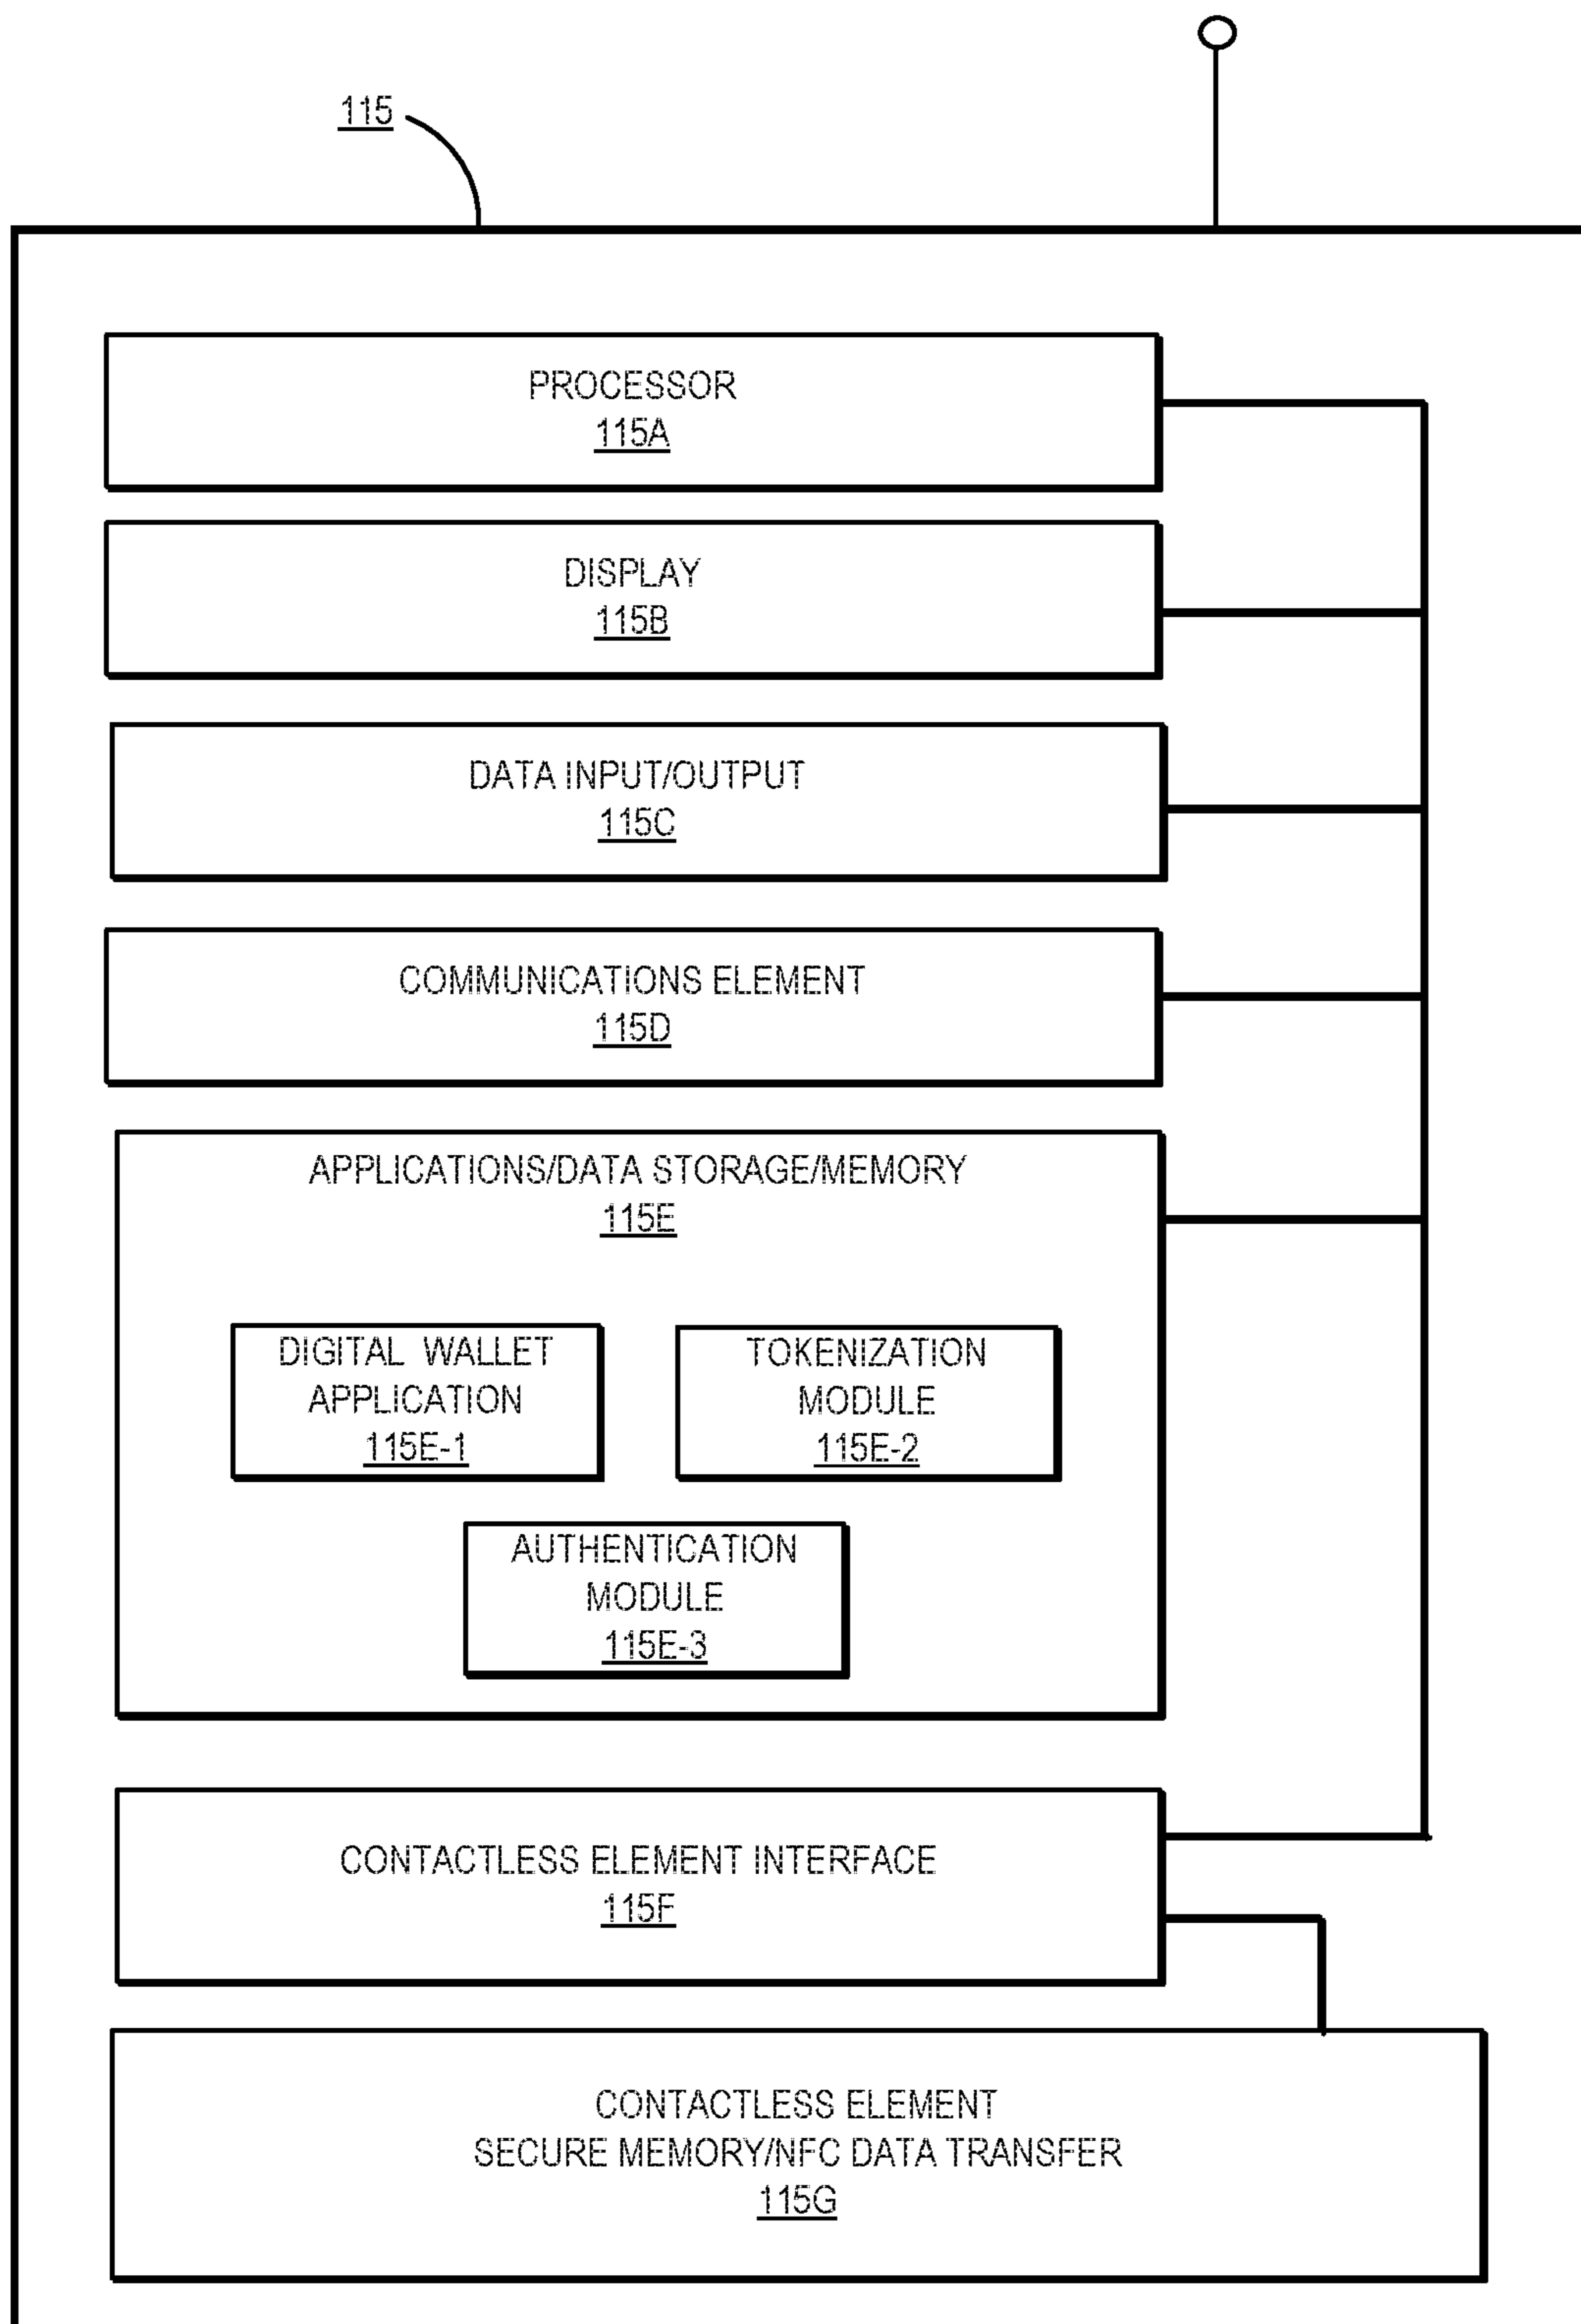 115
PROCESSOR
115A
DISPLAY
115B
DATA INPUT/OUTPUT
115C
COMMUNICATIONS ELEMENT
115D
APPLICATIONS/DATA STORAGE/MEMORY
115E
DIGITAL WALLET
APPLICATION
115E-1
TOKENIZATION
MODULE
115E-2
AUTHENTICATION
MODULE
115E-3
CONTACTLESS ELEMENT INTERFACE
115F
CONTACTLESS ELEMENT
SECURE MEMORY/NFC DATA TRANSFER
115G